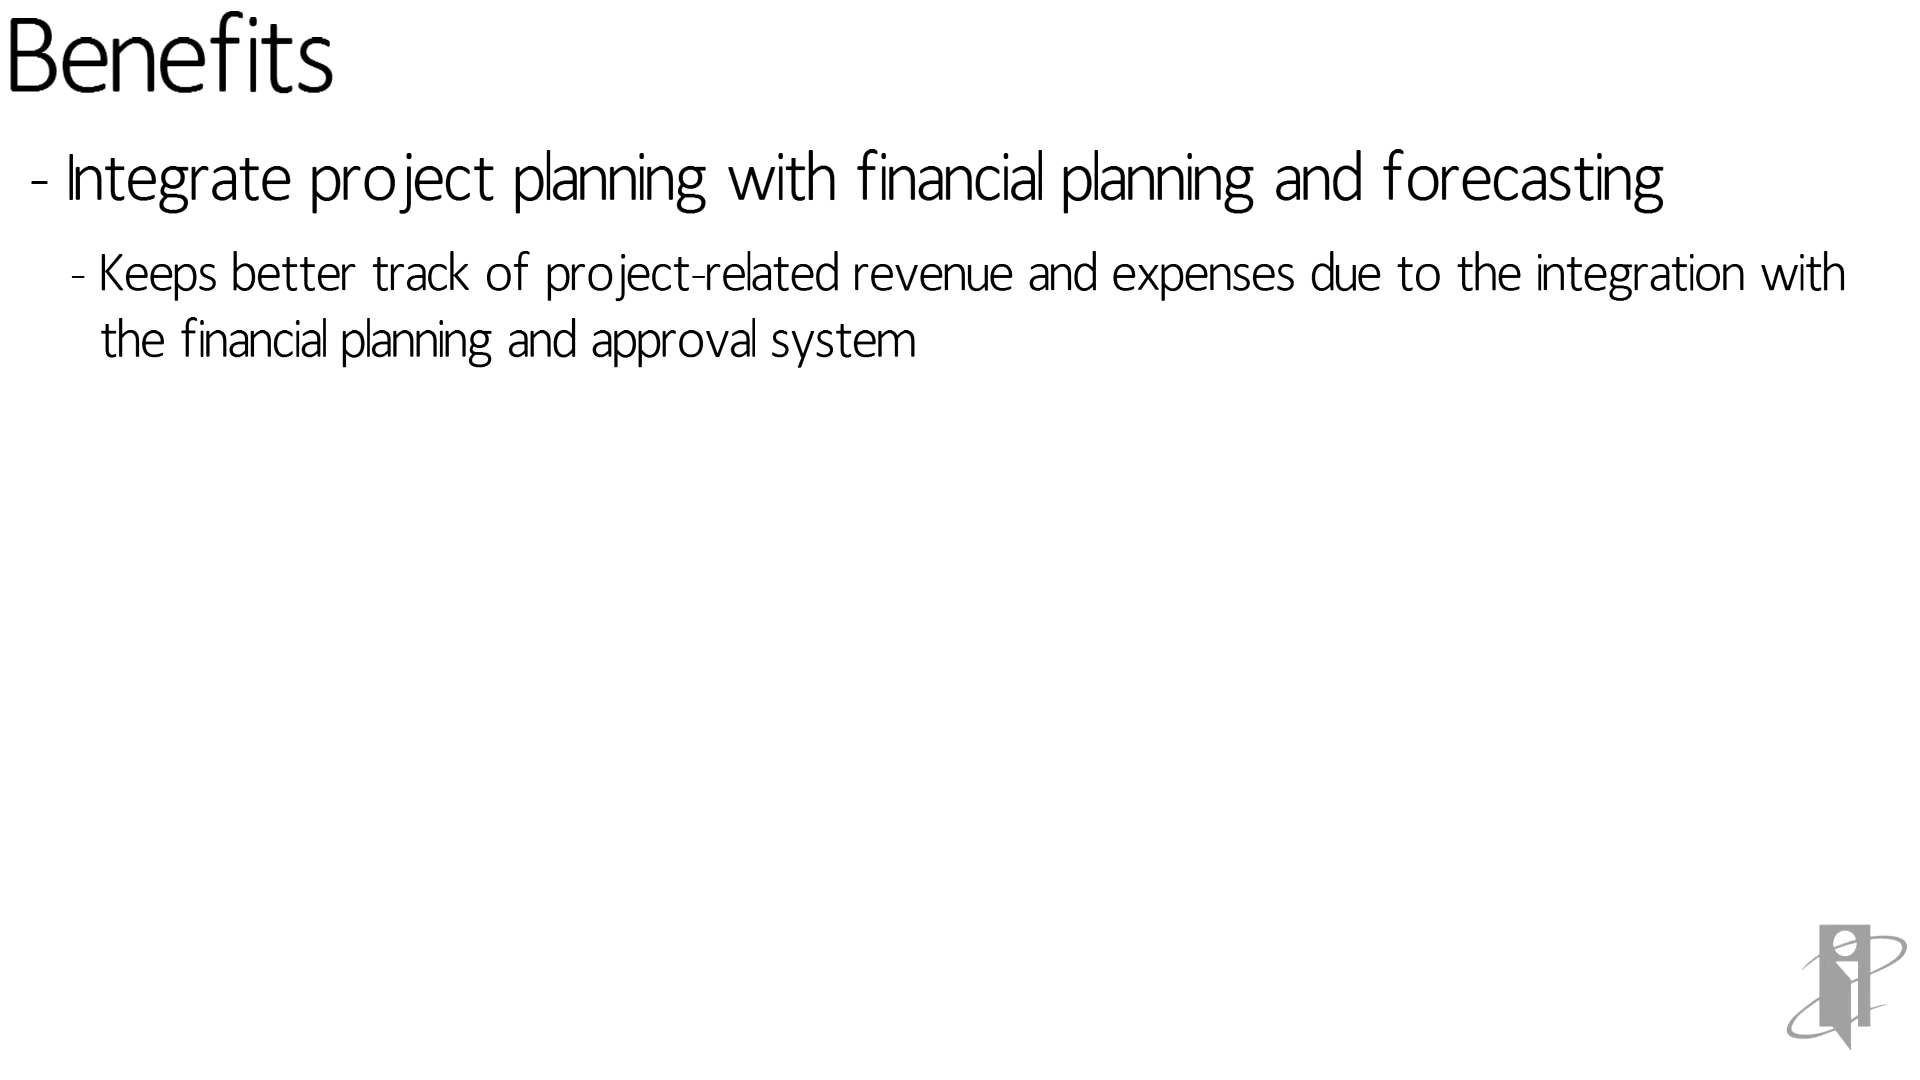 Benefits
- Integrate project planning with financial planning and forecasting
- Keeps better track of project-related revenue and expenses due to the integration with
the financial planning and approval system